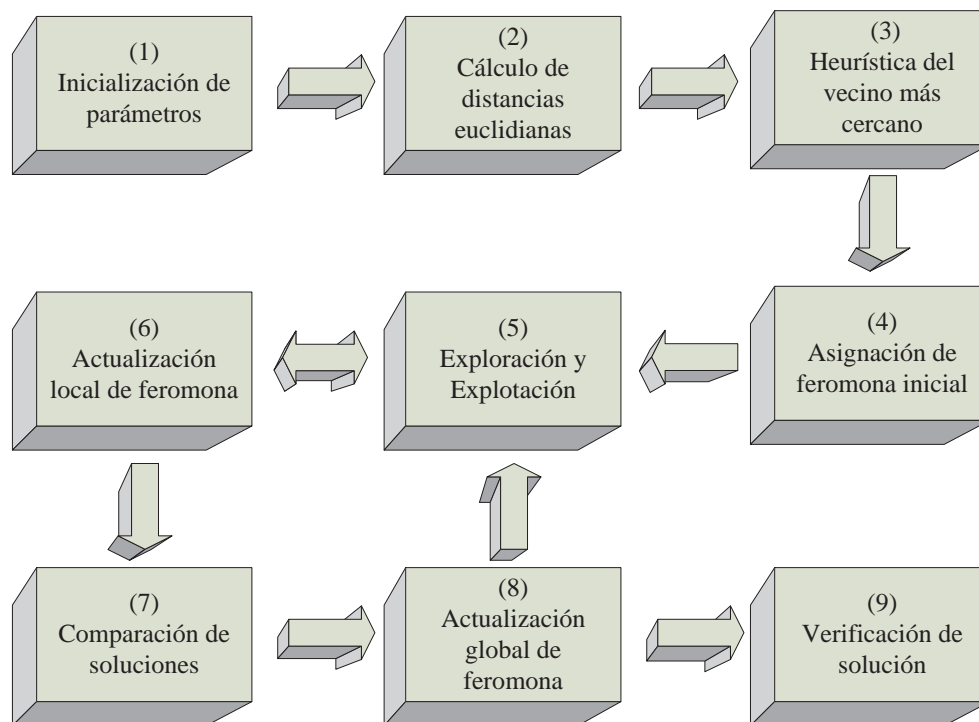 (1)
Inicialización de
parámetros
(2)
Cálculo de
distancias
euclidianas
(3)
Heurística del
vecino más
cercano
(4)
Asignación de
feromona inicial
(5)
Exploración y
Explotación
(6)
Actualización
local de feromona
(7)
Comparación de
soluciones
(8)
Actualización
global de
feromona
(9)
Verificación de
solución